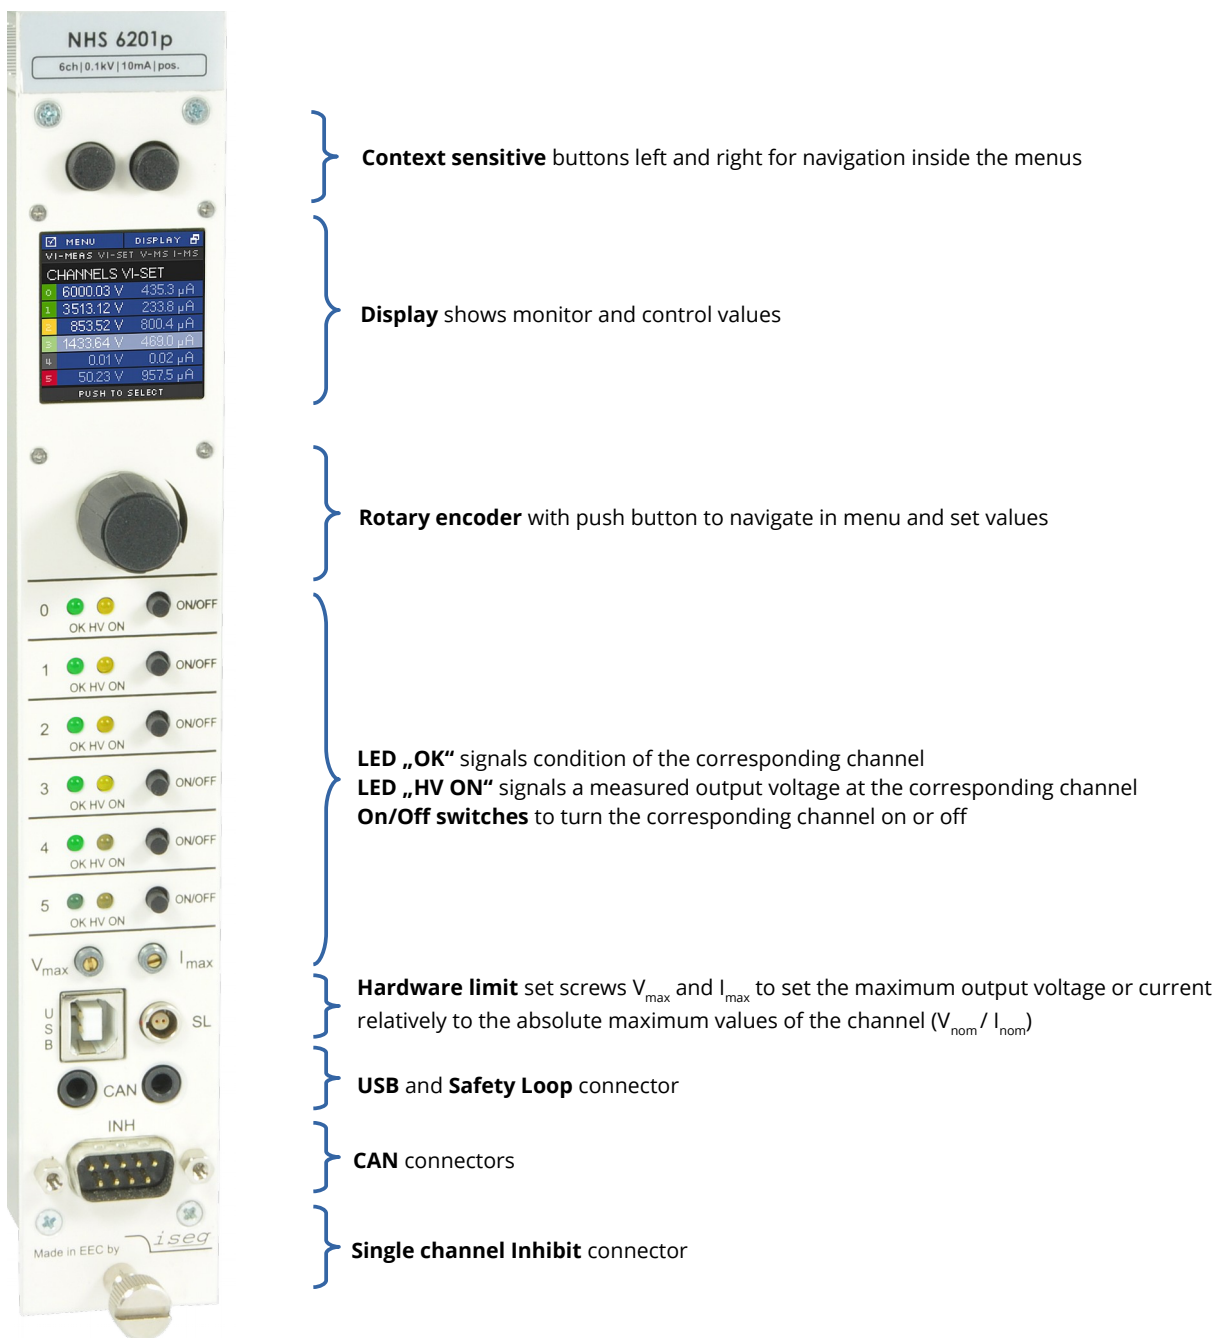 NHS 6201p
6ch|0.1kV|10mA|pos.
Context sensitive buttons left and right for navigation inside the menus
MENU DISPLAY
VI-MEAS VI-SET V-MS I-MS
CHANNELS VI-SET
0 6000.03 V 435.3 µA
1 3513.12 V 233.8 µA
2 853.52 V 800.4 µA
3 1433.64 V 469.0 µA
4 0.01 V 0.02 µA
5 50.23 V 957.5 µA
PUSH TO SELECT
Display shows monitor and control values
Rotary encoder with push button to navigate in menu and set values
0 ON/OFF
OK HV ON
1 ON/OFF
OK HV ON
2 ON/OFF
OK HV ON
3 ON/OFF
OK HV ON
4 ON/OFF
OK HV ON
5 ON/OFF
OK HV ON
LED „OK“ signals condition of the corresponding channel
LED „HV ON“ signals a measured output voltage at the corresponding channel
On/Off switches to turn the corresponding channel on or off
Vmax Imax
Hardware limit set screws Vmax and Imax to set the maximum output voltage or current
relatively to the absolute maximum values of the channel (Vnom / Inom)
USB SL
USB and Safety Loop connector
CAN
INH
CAN connectors
Made in EEC by iseg
Single channel Inhibit connector